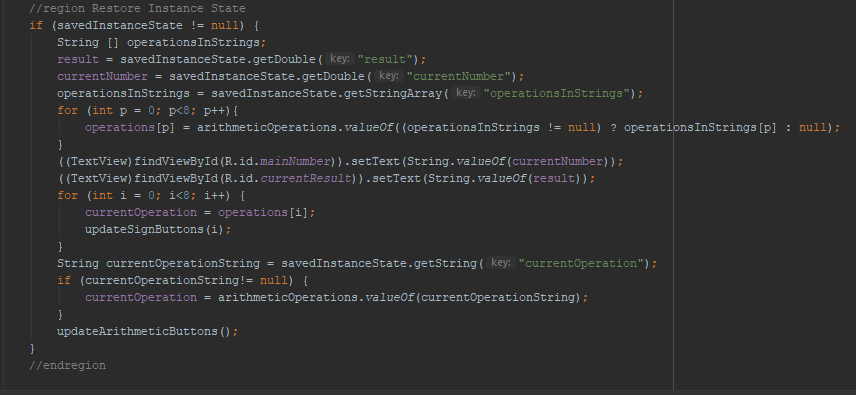 //region Restore Instance State
if (savedInstanceState != null) {
String [] operationsInStrings;
result = savedInstanceState.getDouble( key: "result");
currentNumber = savedInstanceState.getDouble( key: "currentNumber");
operationsInStrings = savedInstanceState.getStringArray( key: "operationsInStrings");
for (int p = 0; p<8; p++){
operations[p] = arithmeticOperations.valueOf((operationsInStrings != null) ? operationsInStrings[p] : null);
}
((TextView)findViewById(R.id.mainNumber)).setText(String.valueOf(currentNumber));
((TextView)findViewById(R.id.currentResult)).setText(String.valueOf(result));
for (int i = 0; i<8; i++) {
currentOperation = operations[i];
updateSignButtons(i);
}
String currentOperationString = savedInstanceState.getString( key: "currentOperation");
if (currentOperationString!= null) {
currentOperation = arithmeticOperations.valueOf(currentOperationString);
}
updateArithmeticButtons();
}
//endregion